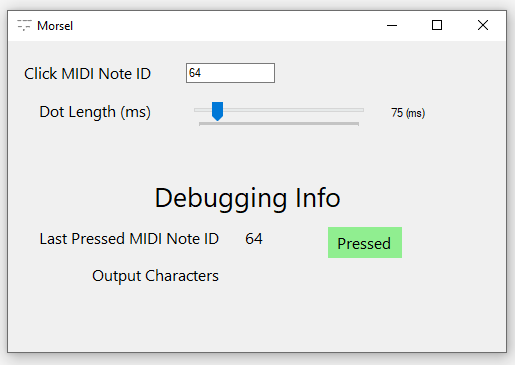 Morsel
Click MIDI Note ID 64
Dot Length (ms) 75 (ms)
Debugging Info
Last Pressed MIDI Note ID 64 Pressed
Output Characters